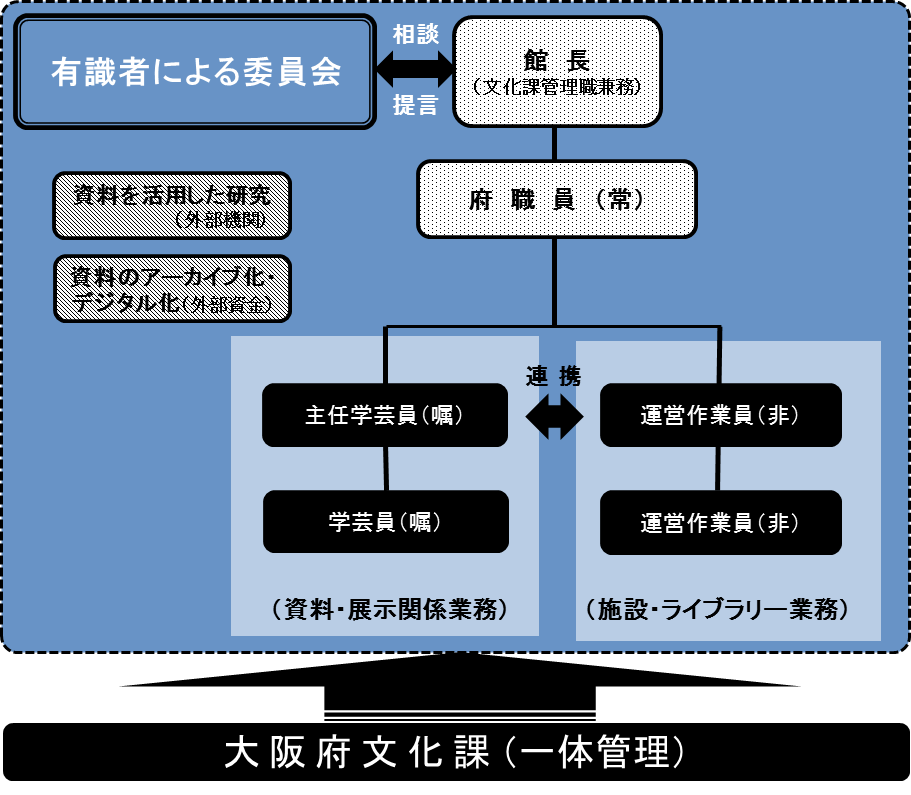 有識者による委員会
相談
提言
館　長
（文化課管理職兼務）
府　職　員　（常）
資料を活用した研究
（外部機関）
資料のアーカイブ化・
デジタル化（外部資金）
連 携
主任学芸員（嘱）
運営作業員（非）
学芸員（嘱）
運営作業員（非）
（資料・展示関係業務）
（施設・ライブラリー業務）
大 阪 府 文 化 課（一体管理）